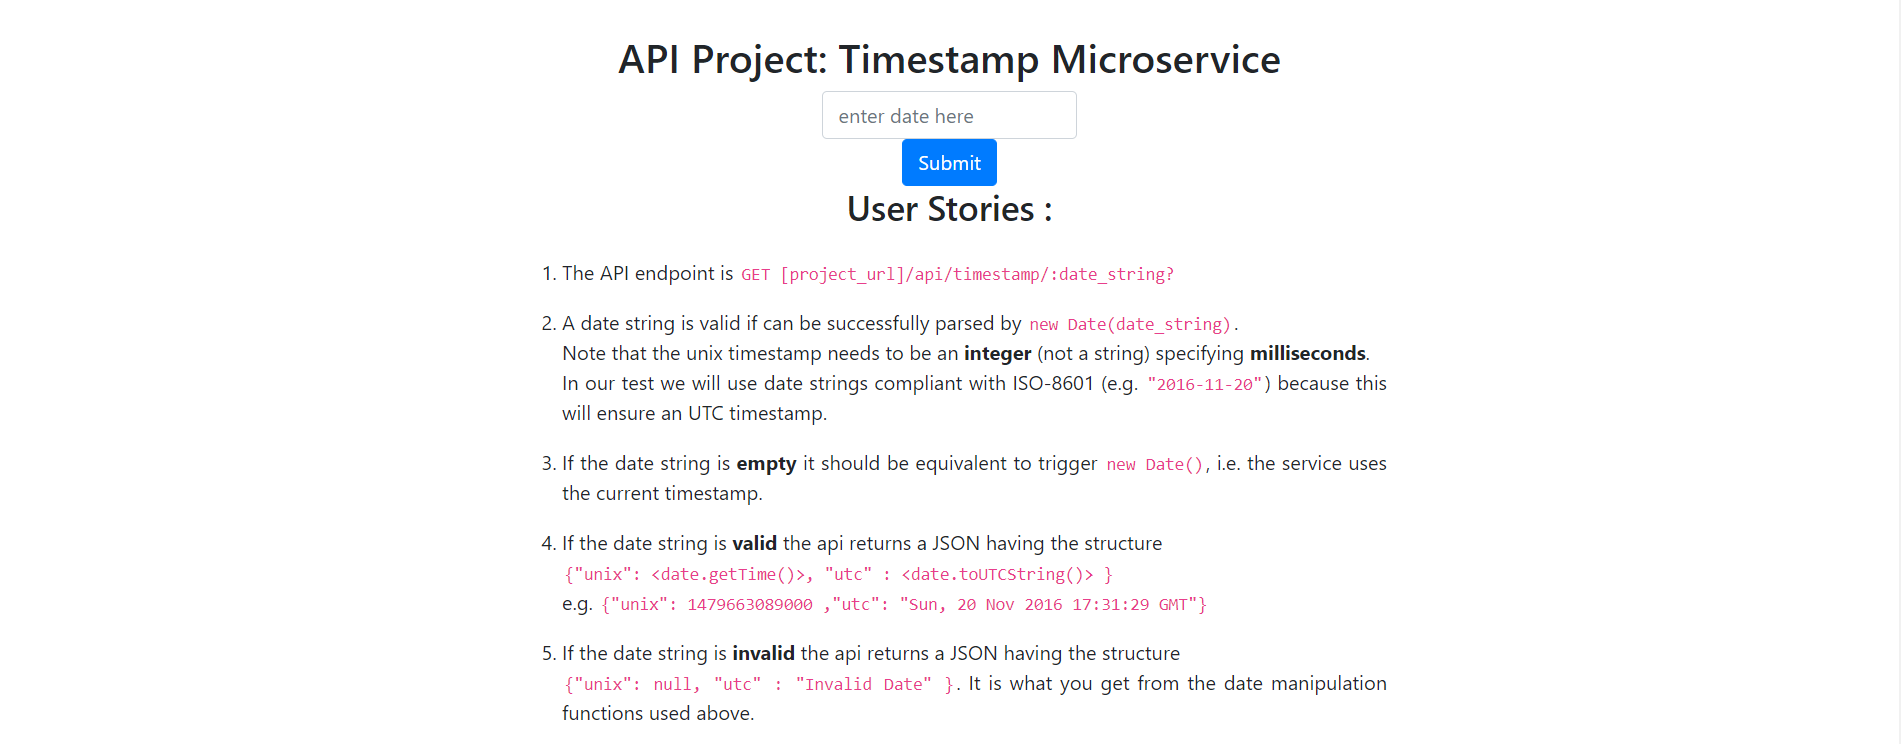 API Project: Timestamp Microservice
enter date here
Submit
User Stories :
1. The API endpoint is GET [project_url]/api/timestamp/:date_string?
2. A date string is valid if can be successfully parsed by new Date(date_string).
Note that the unix timestamp needs to be an integer (not a string) specifying milliseconds.
In our test we will use date strings compliant with ISO-8601 (e.g. "2016-11-20") because this
will ensure an UTC timestamp.
3. If the date string is empty it should be equivalent to trigger new Date(), i.e. the service uses
the current timestamp.
4. If the date string is valid the api returns a JSON having the structure
{"unix": <date.getTime()>, "utc" : <date.toUTCString()> }
e.g. {"unix": 1479663089000 ,"utc": "Sun, 20 Nov 2016 17:31:29 GMT"}
5. If the date string is invalid the api returns a JSON having the structure
{"unix": null, "utc" : "Invalid Date" }. It is what you get from the date manipulation
functions used above.